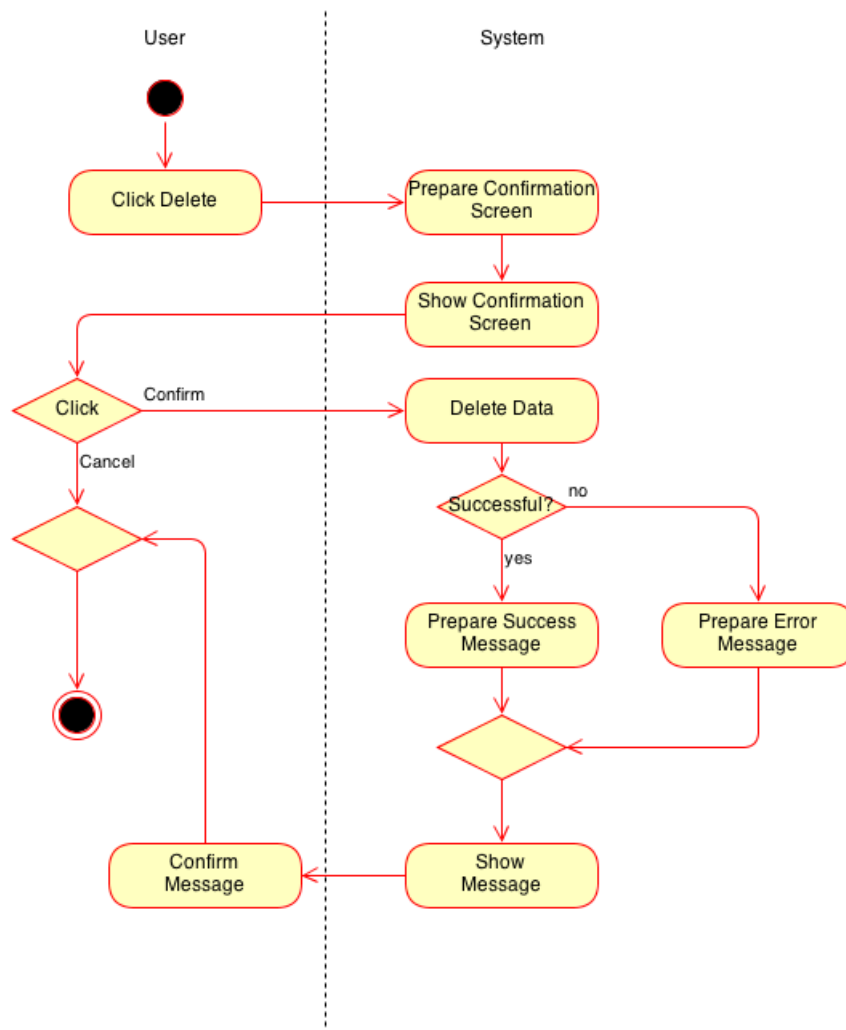 User
System
Click Delete
Prepare Confirmation
Screen
Show Confirmation
Screen
Click
Confirm
Delete Data
Cancel
Successful?
no
yes
Prepare Success
Message
Prepare Error
Message
Confirm
Message
Show
Message